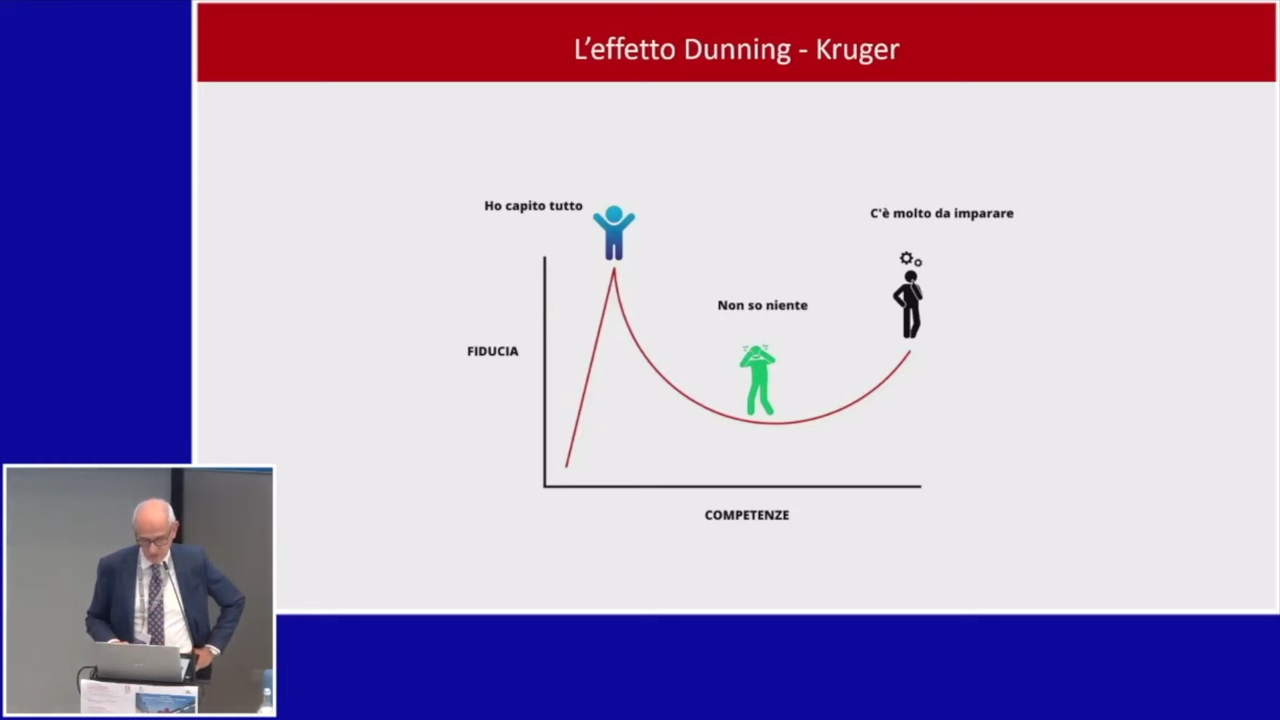 L'effetto Dunning - Kruger
Ho capito tutto
C'è molto da imparare
Non so niente
FIDUCIA
COMPETENZE